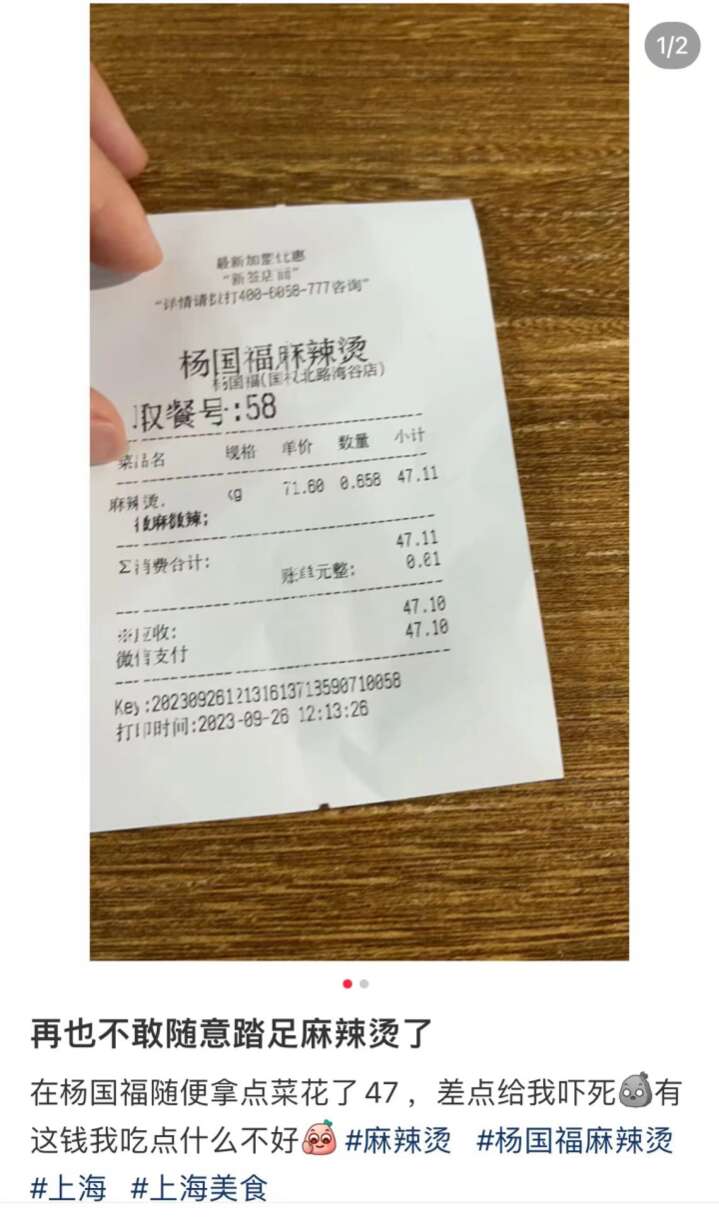 1/2
最新加盟优惠
"新签店面"
"详情请拨打400-6058-777咨询"
杨国福麻辣烫
杨国福(国权北路湾谷店)
取餐号:58
菜品名 规格 单价 数量 小计
麻辣烫, kg 71.60 0.658 47.11
微麻微辣;
Σ消费合计: 47.11
账单元整: 0.01
※应收: 47.10
微信支付 47.10
Key:2023092612131613713590710058
打印时间:2023-09-26 12:13:26
再也不敢随意踏足麻辣烫了
在杨国福随便拿点菜花了47，差点给我吓死有
这钱我吃点什么不好 #麻辣烫 #杨国福麻辣烫
#上海 #上海美食